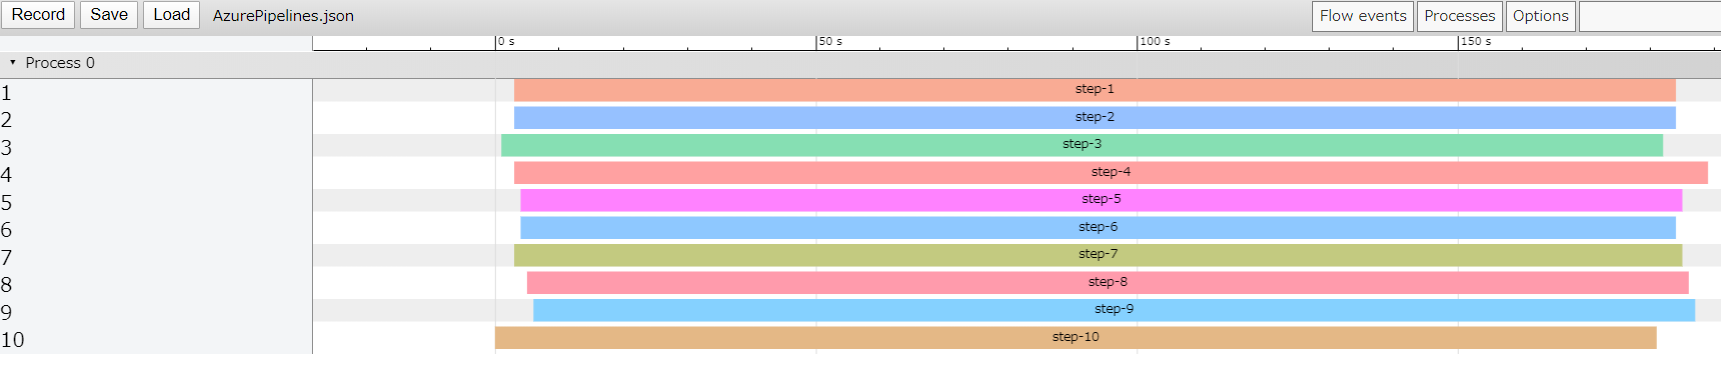 Record Save Load AzurePipelines.json Flow events Processes Options
0 s 50 s 100 s 150 s
Process 0
1 step-1
2 step-2
3 step-3
4 step-4
5 step-5
6 step-6
7 step-7
8 step-8
9 step-9
10 step-10